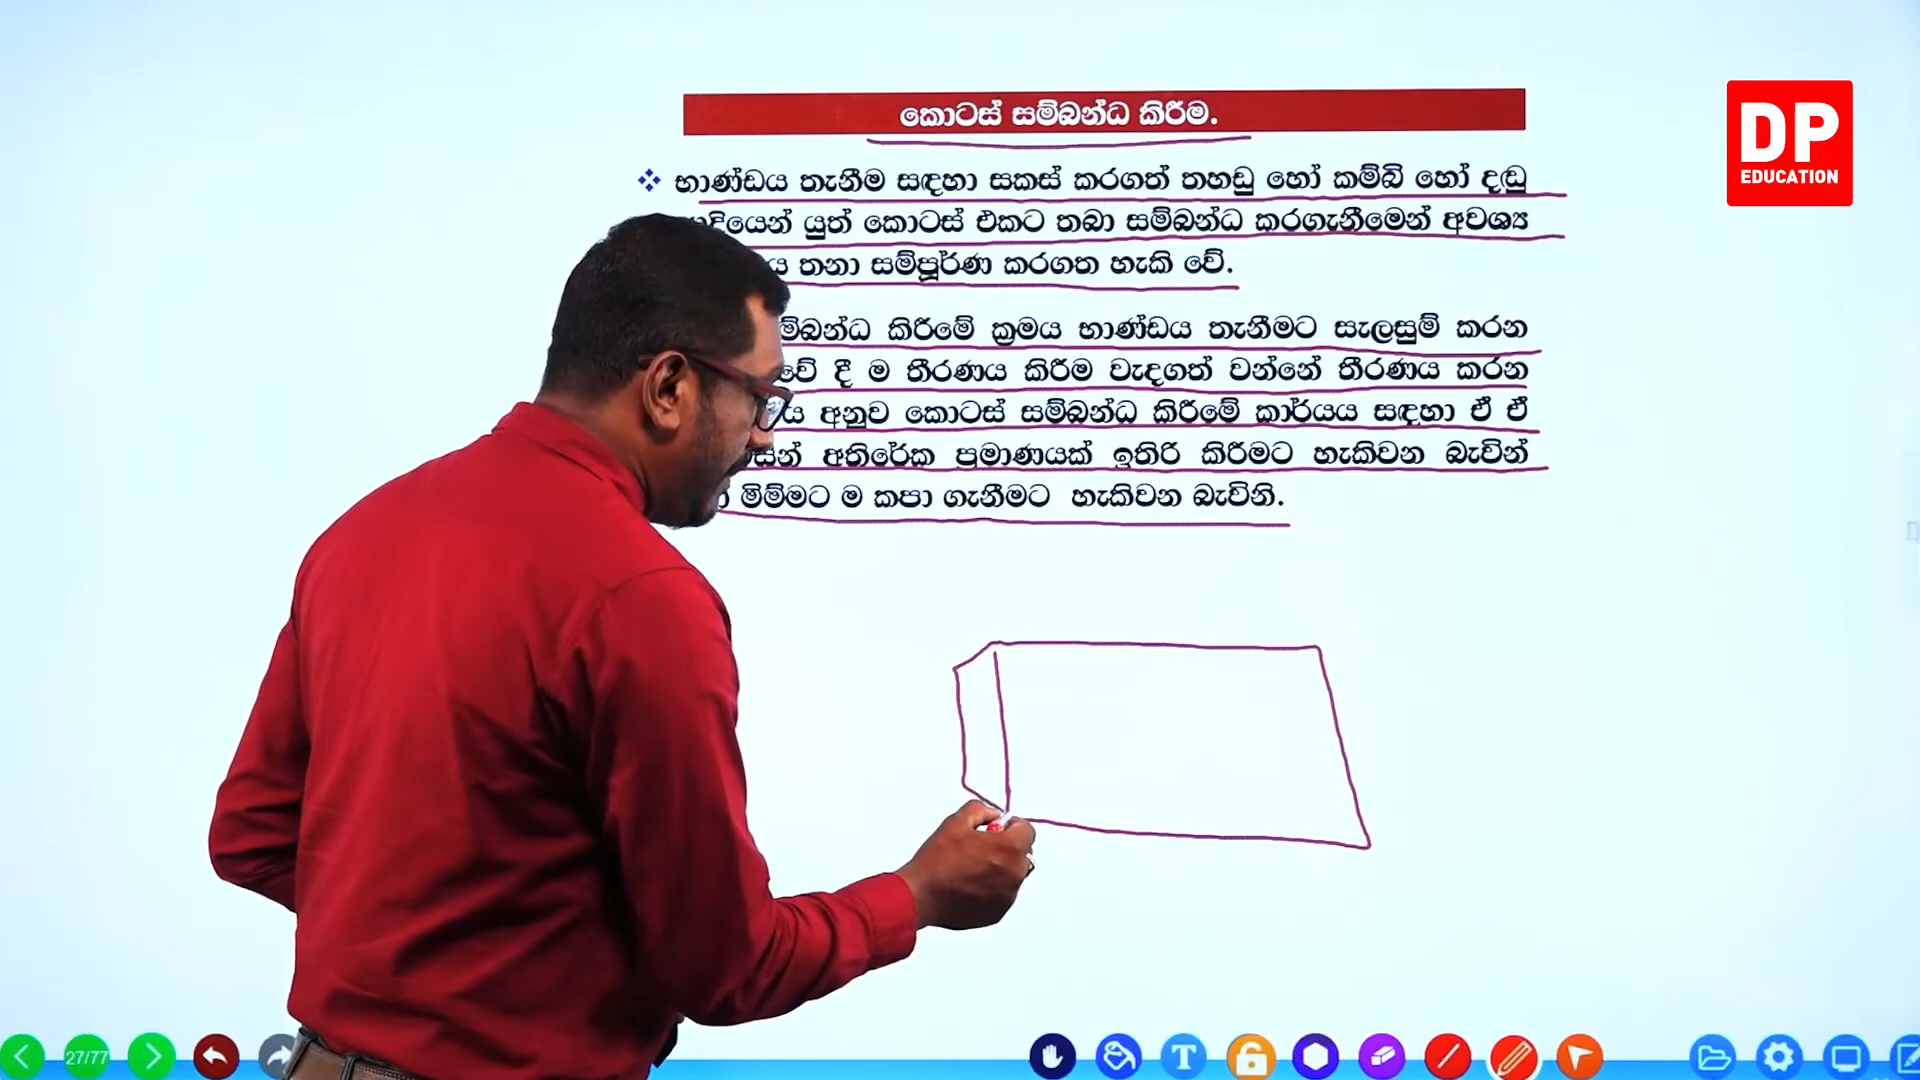 කොටස් සම්බන්ධ කිරීම.
DP
EDUCATION
භාණ්ඩය තැනීම සඳහා සකස් කරගත් තහඩු හෝ කම්බි හෝ දඬු
යුත් කොටස් එකට තබා සම්බන්ධ කරගැනීමෙන් අවශ්‍ය
තනා සම්පූර්ණ කරගත හැකි වේ.
කිරීමේ ක්‍රමය භාණ්ඩය තැනීමට සැලසුම් කරන
දී ම තීරණය කිරීම වැදගත් වන්නේ තීරණය කරන
අනුව කොටස් සම්බන්ධ කිරීමේ කාර්යය සඳහා ඒ ඒ
අතිරේක ප්‍රමාණයක් ඉතිරි කිරීමට හැකිවන බැවින්
මිම්මට ම කපා ගැනීමට හැකිවන බැවිනි.
27/77